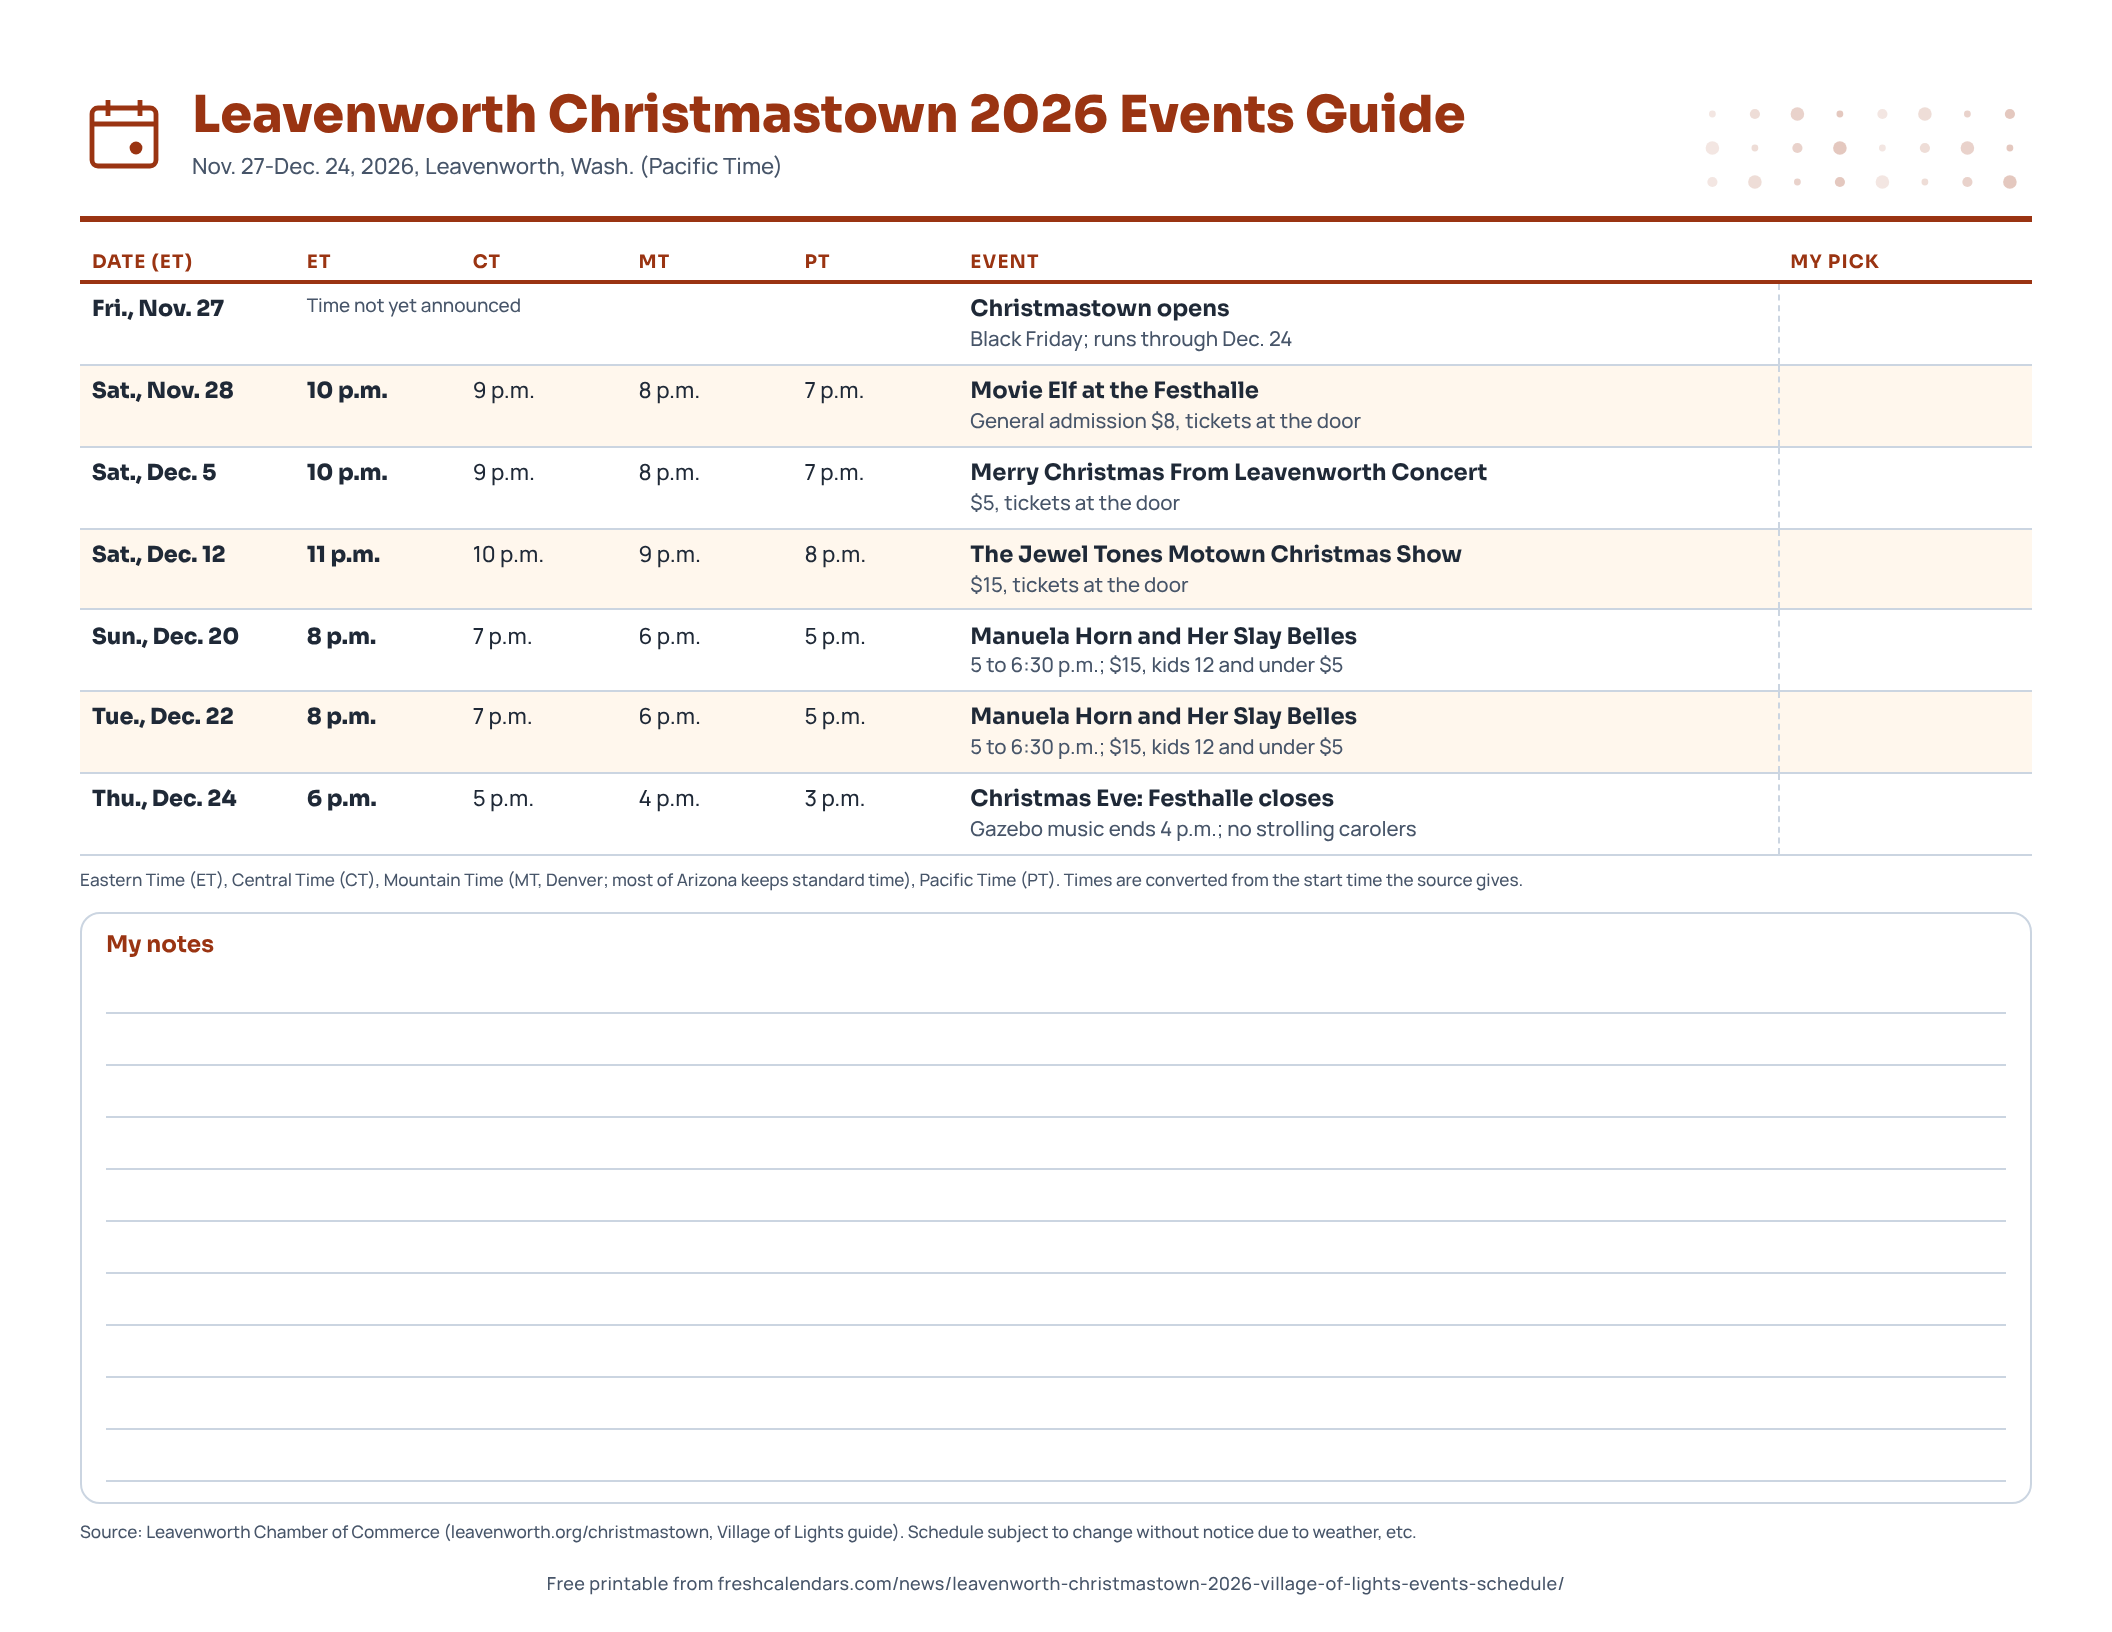 Leavenworth Christmastown 2026 Events Guide
Nov. 27-Dec. 24, 2026, Leavenworth, Wash. (Pacific Time)
DATE (ET) ET CT MT PT EVENT MY PICK
Fri., Nov. 27 Time not yet announced Christmastown opens
Black Friday; runs through Dec. 24
Sat., Nov. 28 10 p.m. 9 p.m. 8 p.m. 7 p.m. Movie Elf at the Festhalle
General admission $8, tickets at the door
Sat., Dec. 5 10 p.m. 9 p.m. 8 p.m. 7 p.m. Merry Christmas From Leavenworth Concert
$5, tickets at the door
Sat., Dec. 12 11 p.m. 10 p.m. 9 p.m. 8 p.m. The Jewel Tones Motown Christmas Show
$15, tickets at the door
Sun., Dec. 20 8 p.m. 7 p.m. 6 p.m. 5 p.m. Manuela Horn and Her Slay Belles
5 to 6:30 p.m.; $15, kids 12 and under $5
Tue., Dec. 22 8 p.m. 7 p.m. 6 p.m. 5 p.m. Manuela Horn and Her Slay Belles
5 to 6:30 p.m.; $15, kids 12 and under $5
Thu., Dec. 24 6 p.m. 5 p.m. 4 p.m. 3 p.m. Christmas Eve: Festhalle closes
Gazebo music ends 4 p.m.; no strolling carolers
Eastern Time (ET), Central Time (CT), Mountain Time (MT, Denver; most of Arizona keeps standard time), Pacific Time (PT). Times are converted from the start time the source gives.
My notes
Source: Leavenworth Chamber of Commerce (leavenworth.org/christmastown, Village of Lights guide). Schedule subject to change without notice due to weather, etc.
Free printable from freshcalendars.com/news/leavenworth-christmastown-2026-village-of-lights-events-schedule/